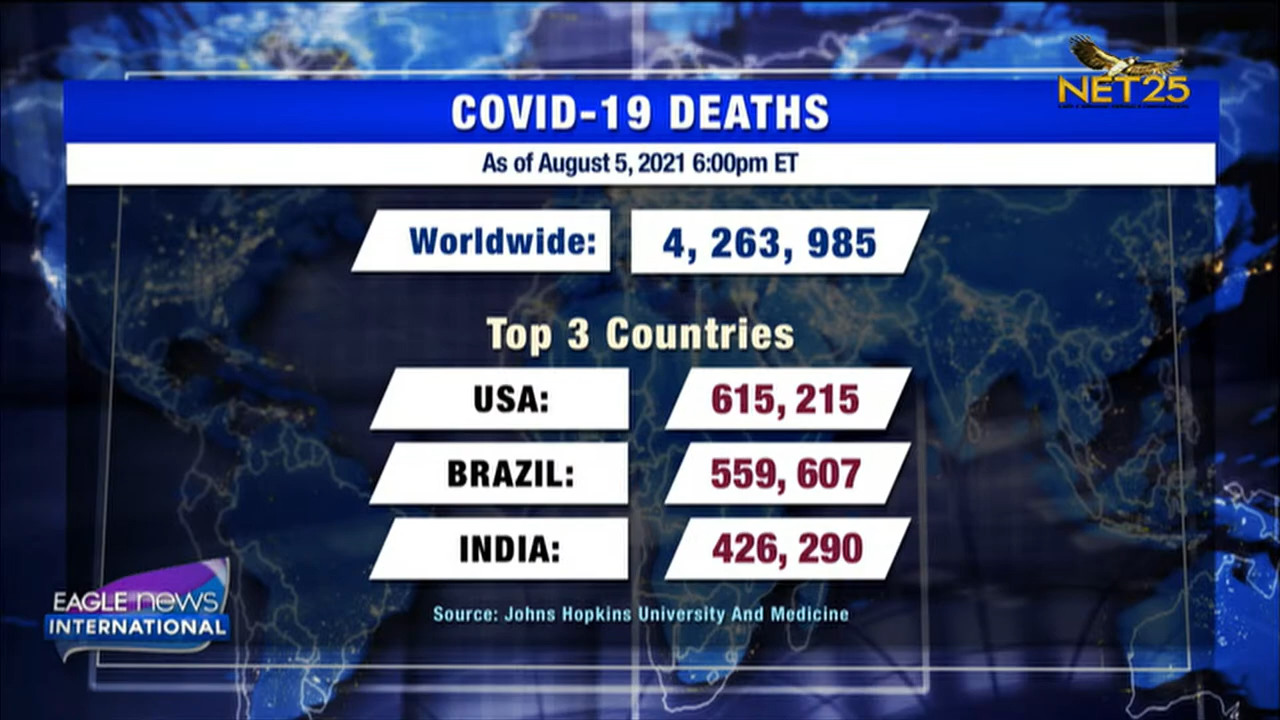 NET25
COVID-19 DEATHS
As of August 5, 2021 6:00pm ET
Worldwide: 4, 263, 985
Top 3 Countries
USA: 615, 215
BRAZIL: 559, 607
INDIA: 426, 290
Source: Johns Hopkins University And Medicine
EAGLE news
INTERNATIONAL